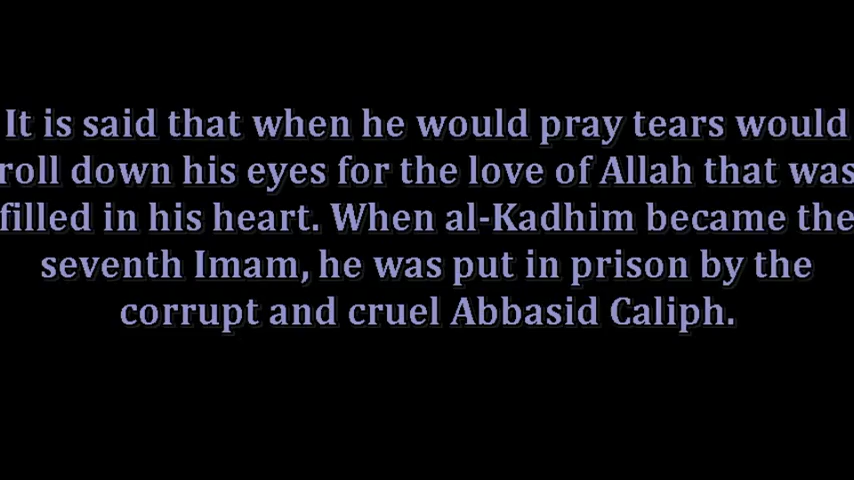 It is said that when he would pray tears would
roll down his eyes for the love of Allah that was
filled in his heart. When al-Kadhim became the
seventh Imam, he was put in prison by the
corrupt and cruel Abbasid Caliph.